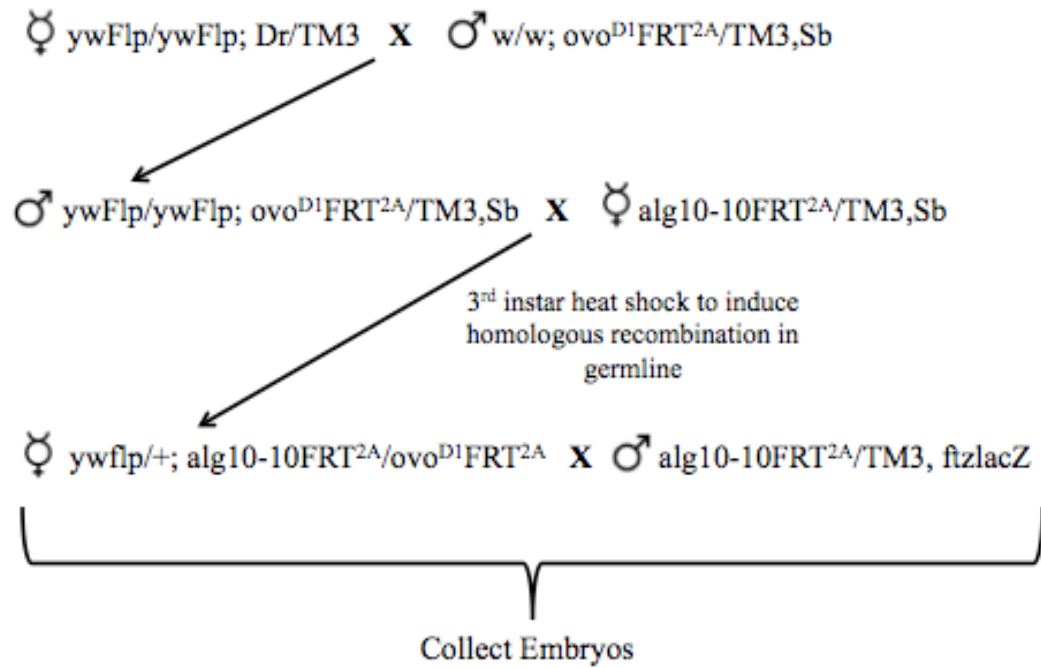 ☿ ywFlp/ywFlp; Dr/TM3 X ♂ w/w; ovoD1FRT2A/TM3,Sb
♂ ywFlp/ywFlp; ovoD1FRT2A/TM3,Sb X ☿ alg10-10FRT2A/TM3,Sb
3rd instar heat shock to induce
homologous recombination in
germline
☿ ywflp/+; alg10-10FRT2A/ovoD1FRT2A X ♂ alg10-10FRT2A/TM3, ftzlacZ
Collect Embryos